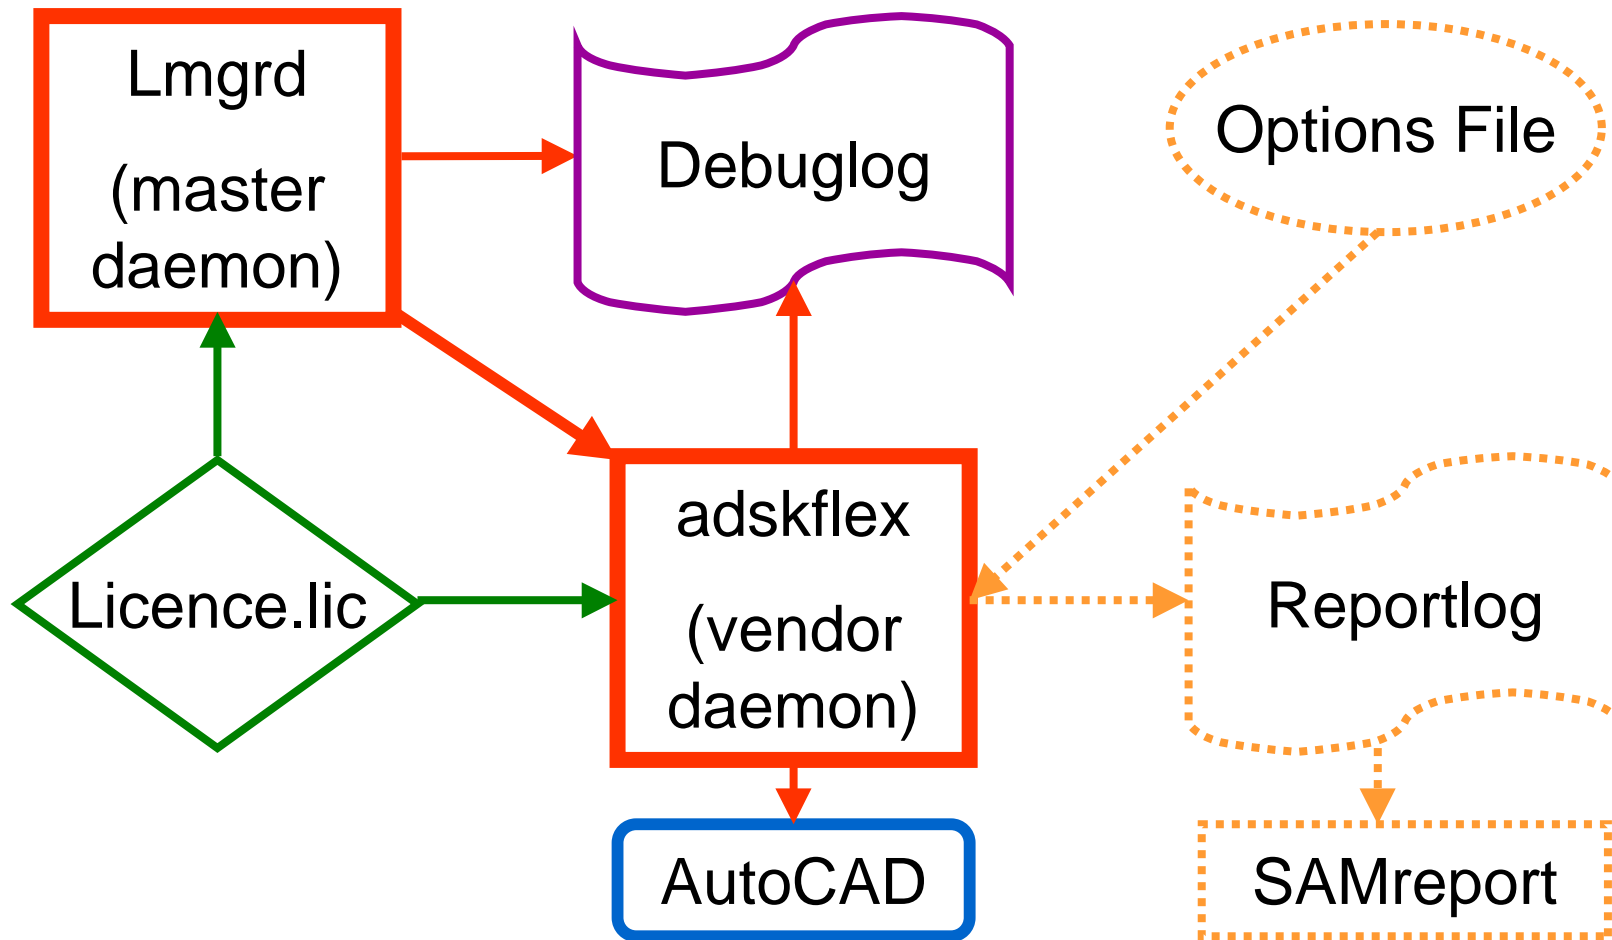 Lmgrd
(master
daemon)
Debuglog
Options File
Licence.lic
adskflex
(vendor
daemon)
Reportlog
AutoCAD
SAMreport